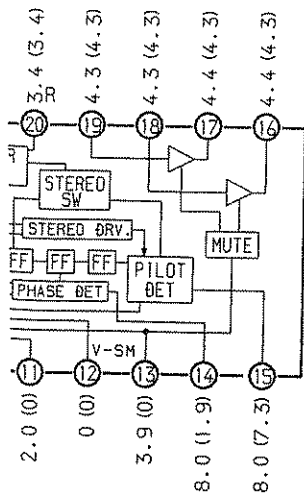 3.4 (3.4)
4.3 (4.3)
4.3 (4.3)
4.4 (4.3)
4.4 (4.3)
R
20
19
18
17
16
R
STEREO
SW
STEREO DRV.
MUTE
FF
FF
FF
PILOT
DET
PHASE DET
V-SM
11
12
13
14
15
2.0 (0)
0 (0)
3.9 (0)
8.0 (1.9)
8.0 (7.3)